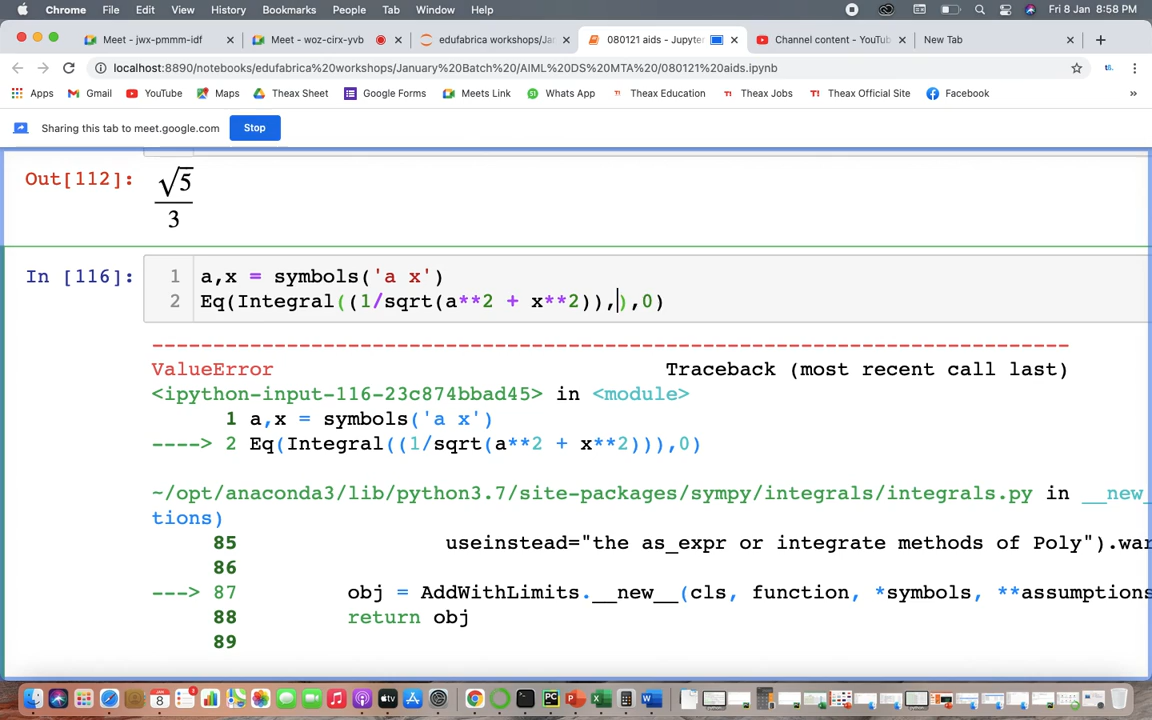 Chrome File Edit View History Bookmarks People Tab Window Help Fri 8 Jan 8:58 PM
Meet - jwx-pmmm-idf Meet - woz-cirx-yvb edufabrica workshops/Jan 080121 aids - Jupyter Channel content - YouTub New Tab
localhost:8890/notebooks/edufabrica%20workshops/January%20Batch%20/AIML%20DS%20MTA%20/080121%20aids.ipynb
Apps Gmail YouTube Maps Theax Sheet Google Forms Meets Link Whats App Theax Education Theax Jobs Theax Official Site Facebook »
Sharing this tab to meet.google.com Stop
Out[112]: √5
3
In [116]: 1 a,x = symbols('a x')
2 Eq(Integral((1/sqrt(a**2 + x**2)),),0)
---------------------------------------------------------------------------
ValueError Traceback (most recent call last)
<ipython-input-116-23c874bbad45> in <module>
1 a,x = symbols('a x')
----> 2 Eq(Integral((1/sqrt(a**2 + x**2))),0)
~/opt/anaconda3/lib/python3.7/site-packages/sympy/integrals/integrals.py in __new
tions)
85 useinstead="the as_expr or integrate methods of Poly").war
86
---> 87 obj = AddWithLimits.__new__(cls, function, *symbols, **assumptions
88 return obj
89